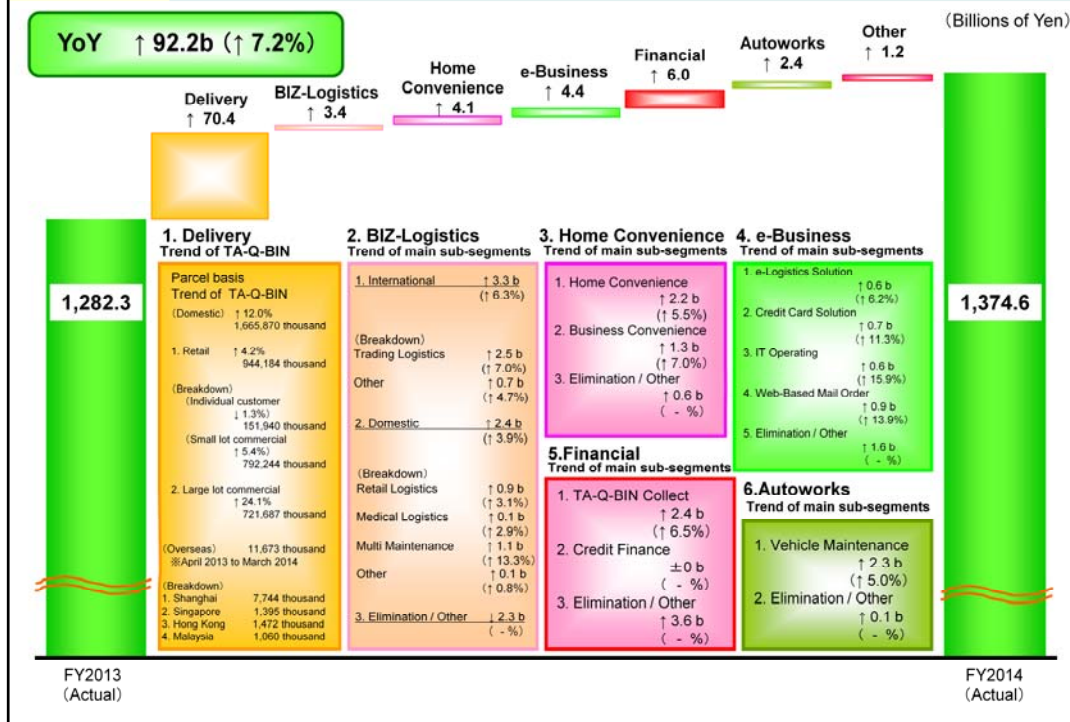 (Billions of Yen)
YoY ↑ 92.2b (↑ 7.2%)
Delivery
↑ 70.4
BIZ-Logistics
↑ 3.4
Home
Convenience
↑ 4.1
e-Business
↑ 4.4
Financial
↑ 6.0
Autoworks
↑ 2.4
Other
↑ 1.2
1,282.3
1. Delivery
Trend of TA-Q-BIN
Parcel basis
Trend of TA-Q-BIN
(Domestic) ↑ 12.0%
1,665,870 thousand
1. Retail ↑ 4.2%
944,184 thousand
(Breakdown)
(Individual customer
↓ 1.3%)
151,940 thousand
(Small lot commercial
↑ 5.4%)
792,244 thousand
2. Large lot commercial
↑ 24.1%
721,687 thousand
(Overseas) 11,673 thousand
※April 2013 to March 2014
(Breakdown)
1. Shanghai 7,744 thousand
2. Singapore 1,395 thousand
3. Hong Kong 1,472 thousand
4. Malaysia 1,060 thousand
2. BIZ-Logistics
Trend of main sub-segments
1. International ↑ 3.3 b
(↑ 6.3%)
(Breakdown)
Trading Logistics ↑ 2.5 b
(↑ 7.0%)
Other ↑ 0.7 b
(↑ 4.7%)
2. Domestic ↑ 2.4 b
(↑ 3.9%)
(Breakdown)
Retail Logistics ↑ 0.9 b
(↑ 3.1%)
Medical Logistics ↑ 0.1 b
(↑ 2.9%)
Multi Maintenance ↑ 1.1 b
(↑ 13.3%)
Other ↑ 0.1 b
(↑ 0.8%)
3. Elimination / Other ↓ 2.3 b
( - %)
3. Home Convenience
Trend of main sub-segments
1. Home Convenience
↑ 2.2 b
(↑ 5.5%)
2. Business Convenience
↑ 1.3 b
(↑ 7.0%)
3. Elimination / Other
↑ 0.6 b
( - %)
4. e-Business
Trend of main sub-segments
1. e-Logistics Solution
↑ 0.6 b
(↑ 6.2%)
2. Credit Card Solution
↑ 0.7 b
(↑ 11.3%)
3. IT Operating
↑ 0.6 b
(↑ 15.9%)
4. Web-Based Mail Order
↑ 0.9 b
(↑ 13.9%)
5. Elimination / Other
↑ 1.6 b
( - %)
5.Financial
Trend of main sub-segments
1. TA-Q-BIN Collect
↑ 2.4 b
(↑ 6.5%)
2. Credit Finance
±0 b
( - %)
3. Elimination / Other
↑ 3.6 b
( - %)
6.Autoworks
Trend of main sub-segments
1. Vehicle Maintenance
↑ 2.3 b
(↑ 5.0%)
2. Elimination / Other
↑ 0.1 b
( - %)
1,374.6
FY2013
(Actual)
FY2014
(Actual)